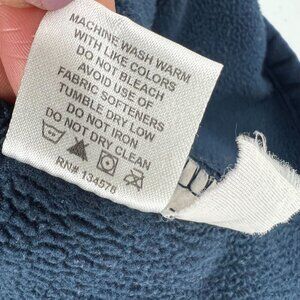 MACHINE WASH WARM
WITH LIKE COLORS
DO NOT BLEACH
AVOID USE OF
FABRIC SOFTENERS
TUMBLE DRY LOW
DO NOT IRON
DO NOT DRY CLEAN
RN# 134578